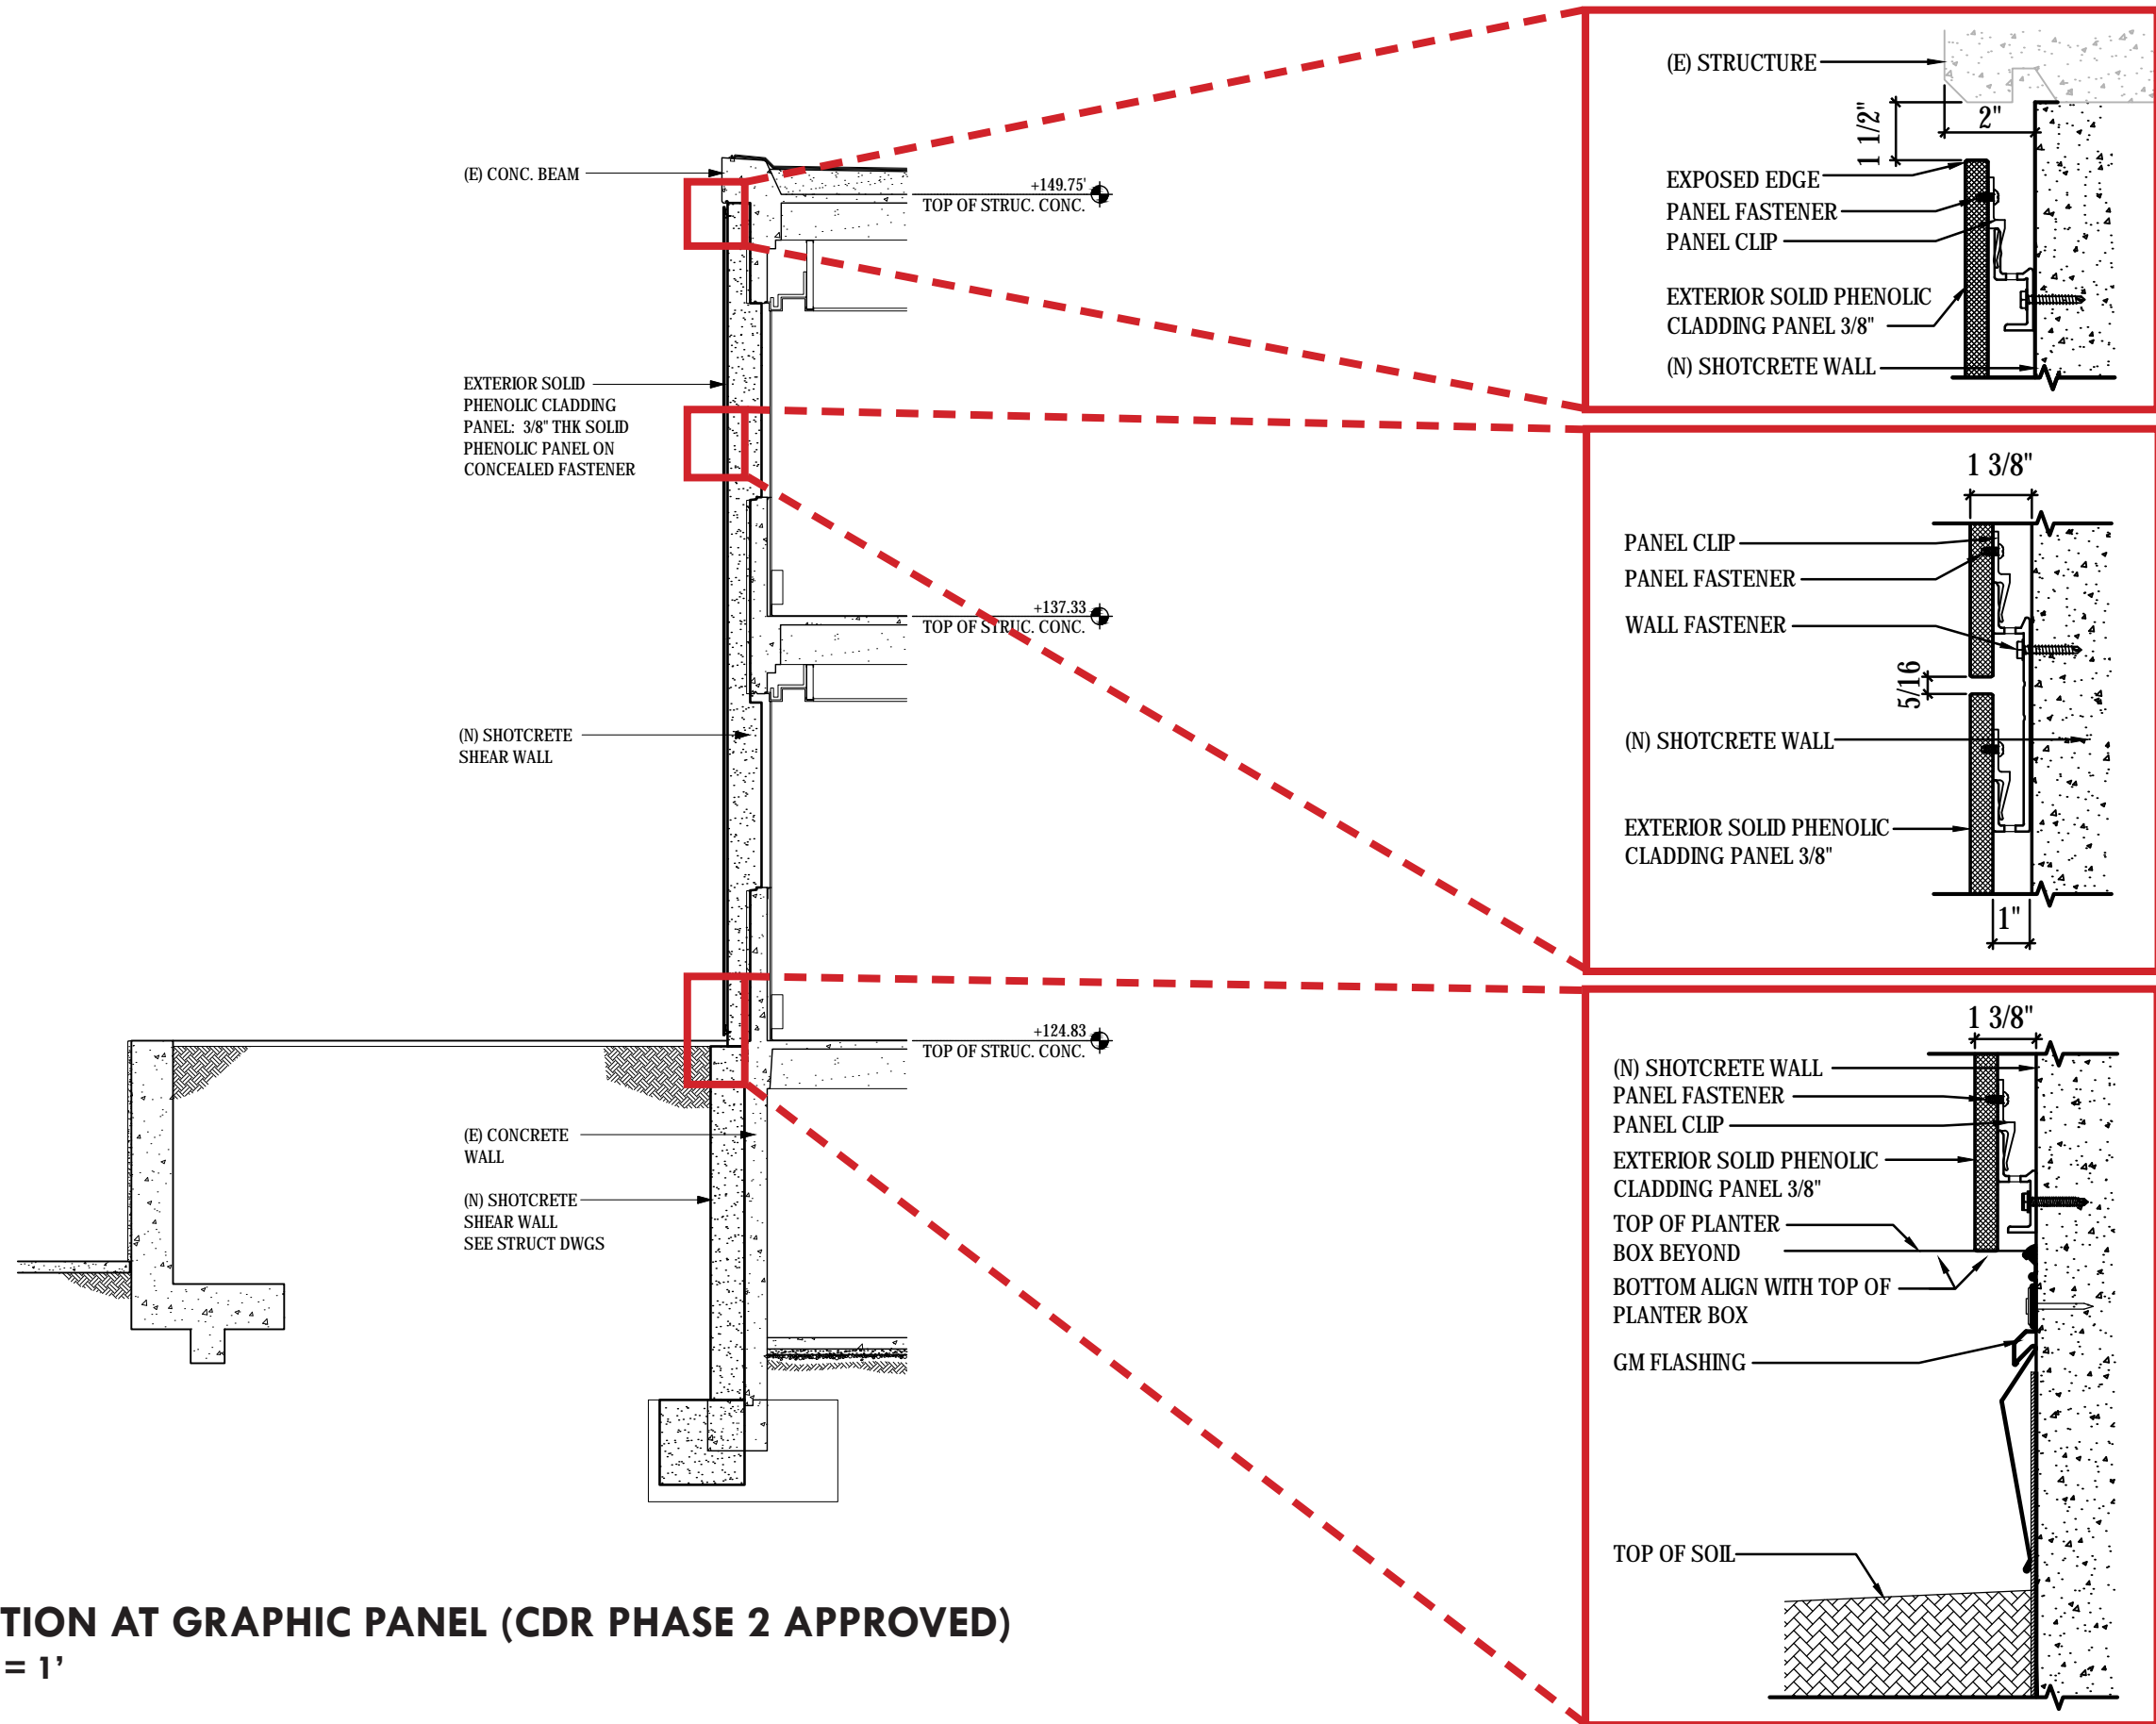 (E) CONC. BEAM
+149.75'
TOP OF STRUC. CONC.
EXTERIOR SOLID
PHENOLIC CLADDING
PANEL: 3/8" THK SOLID
PHENOLIC PANEL ON
CONCEALED FASTENER
+137.33
TOP OF STRUC. CONC.
(N) SHOTCRETE
SHEAR WALL
+124.83
TOP OF STRUC. CONC.
(E) CONCRETE
WALL
(N) SHOTCRETE
SHEAR WALL
SEE STRUCT DWGS
TION AT GRAPHIC PANEL (CDR PHASE 2 APPROVED)
= 1’
(E) STRUCTURE
1 1/2"
2"
EXPOSED EDGE
PANEL FASTENER
PANEL CLIP
EXTERIOR SOLID PHENOLIC
CLADDING PANEL 3/8"
(N) SHOTCRETE WALL
1 3/8"
PANEL CLIP
PANEL FASTENER
WALL FASTENER
5/16
(N) SHOTCRETE WALL
EXTERIOR SOLID PHENOLIC
CLADDING PANEL 3/8"
1"
1 3/8"
(N) SHOTCRETE WALL
PANEL FASTENER
PANEL CLIP
EXTERIOR SOLID PHENOLIC
CLADDING PANEL 3/8"
TOP OF PLANTER
BOX BEYOND
BOTTOM ALIGN WITH TOP OF
PLANTER BOX
GM FLASHING
TOP OF SOIL